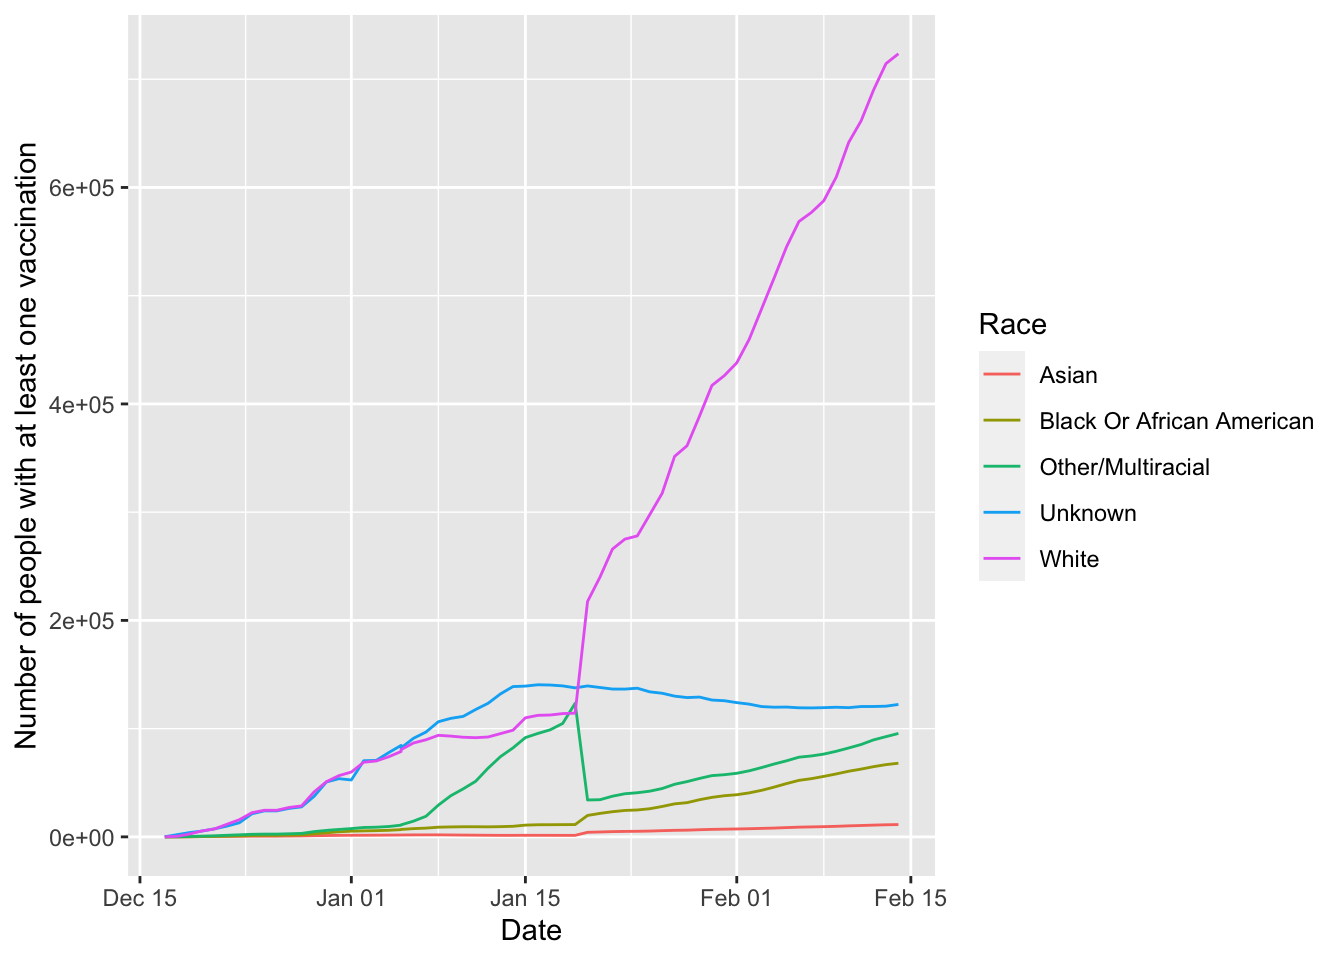 Number of people with at least one vaccination
6e+05
4e+05
2e+05
0e+00
Dec 15
Jan 01
Jan 15
Feb 01
Feb 15
Date
Race
Asian
Black Or African American
Other/Multiracial
Unknown
White